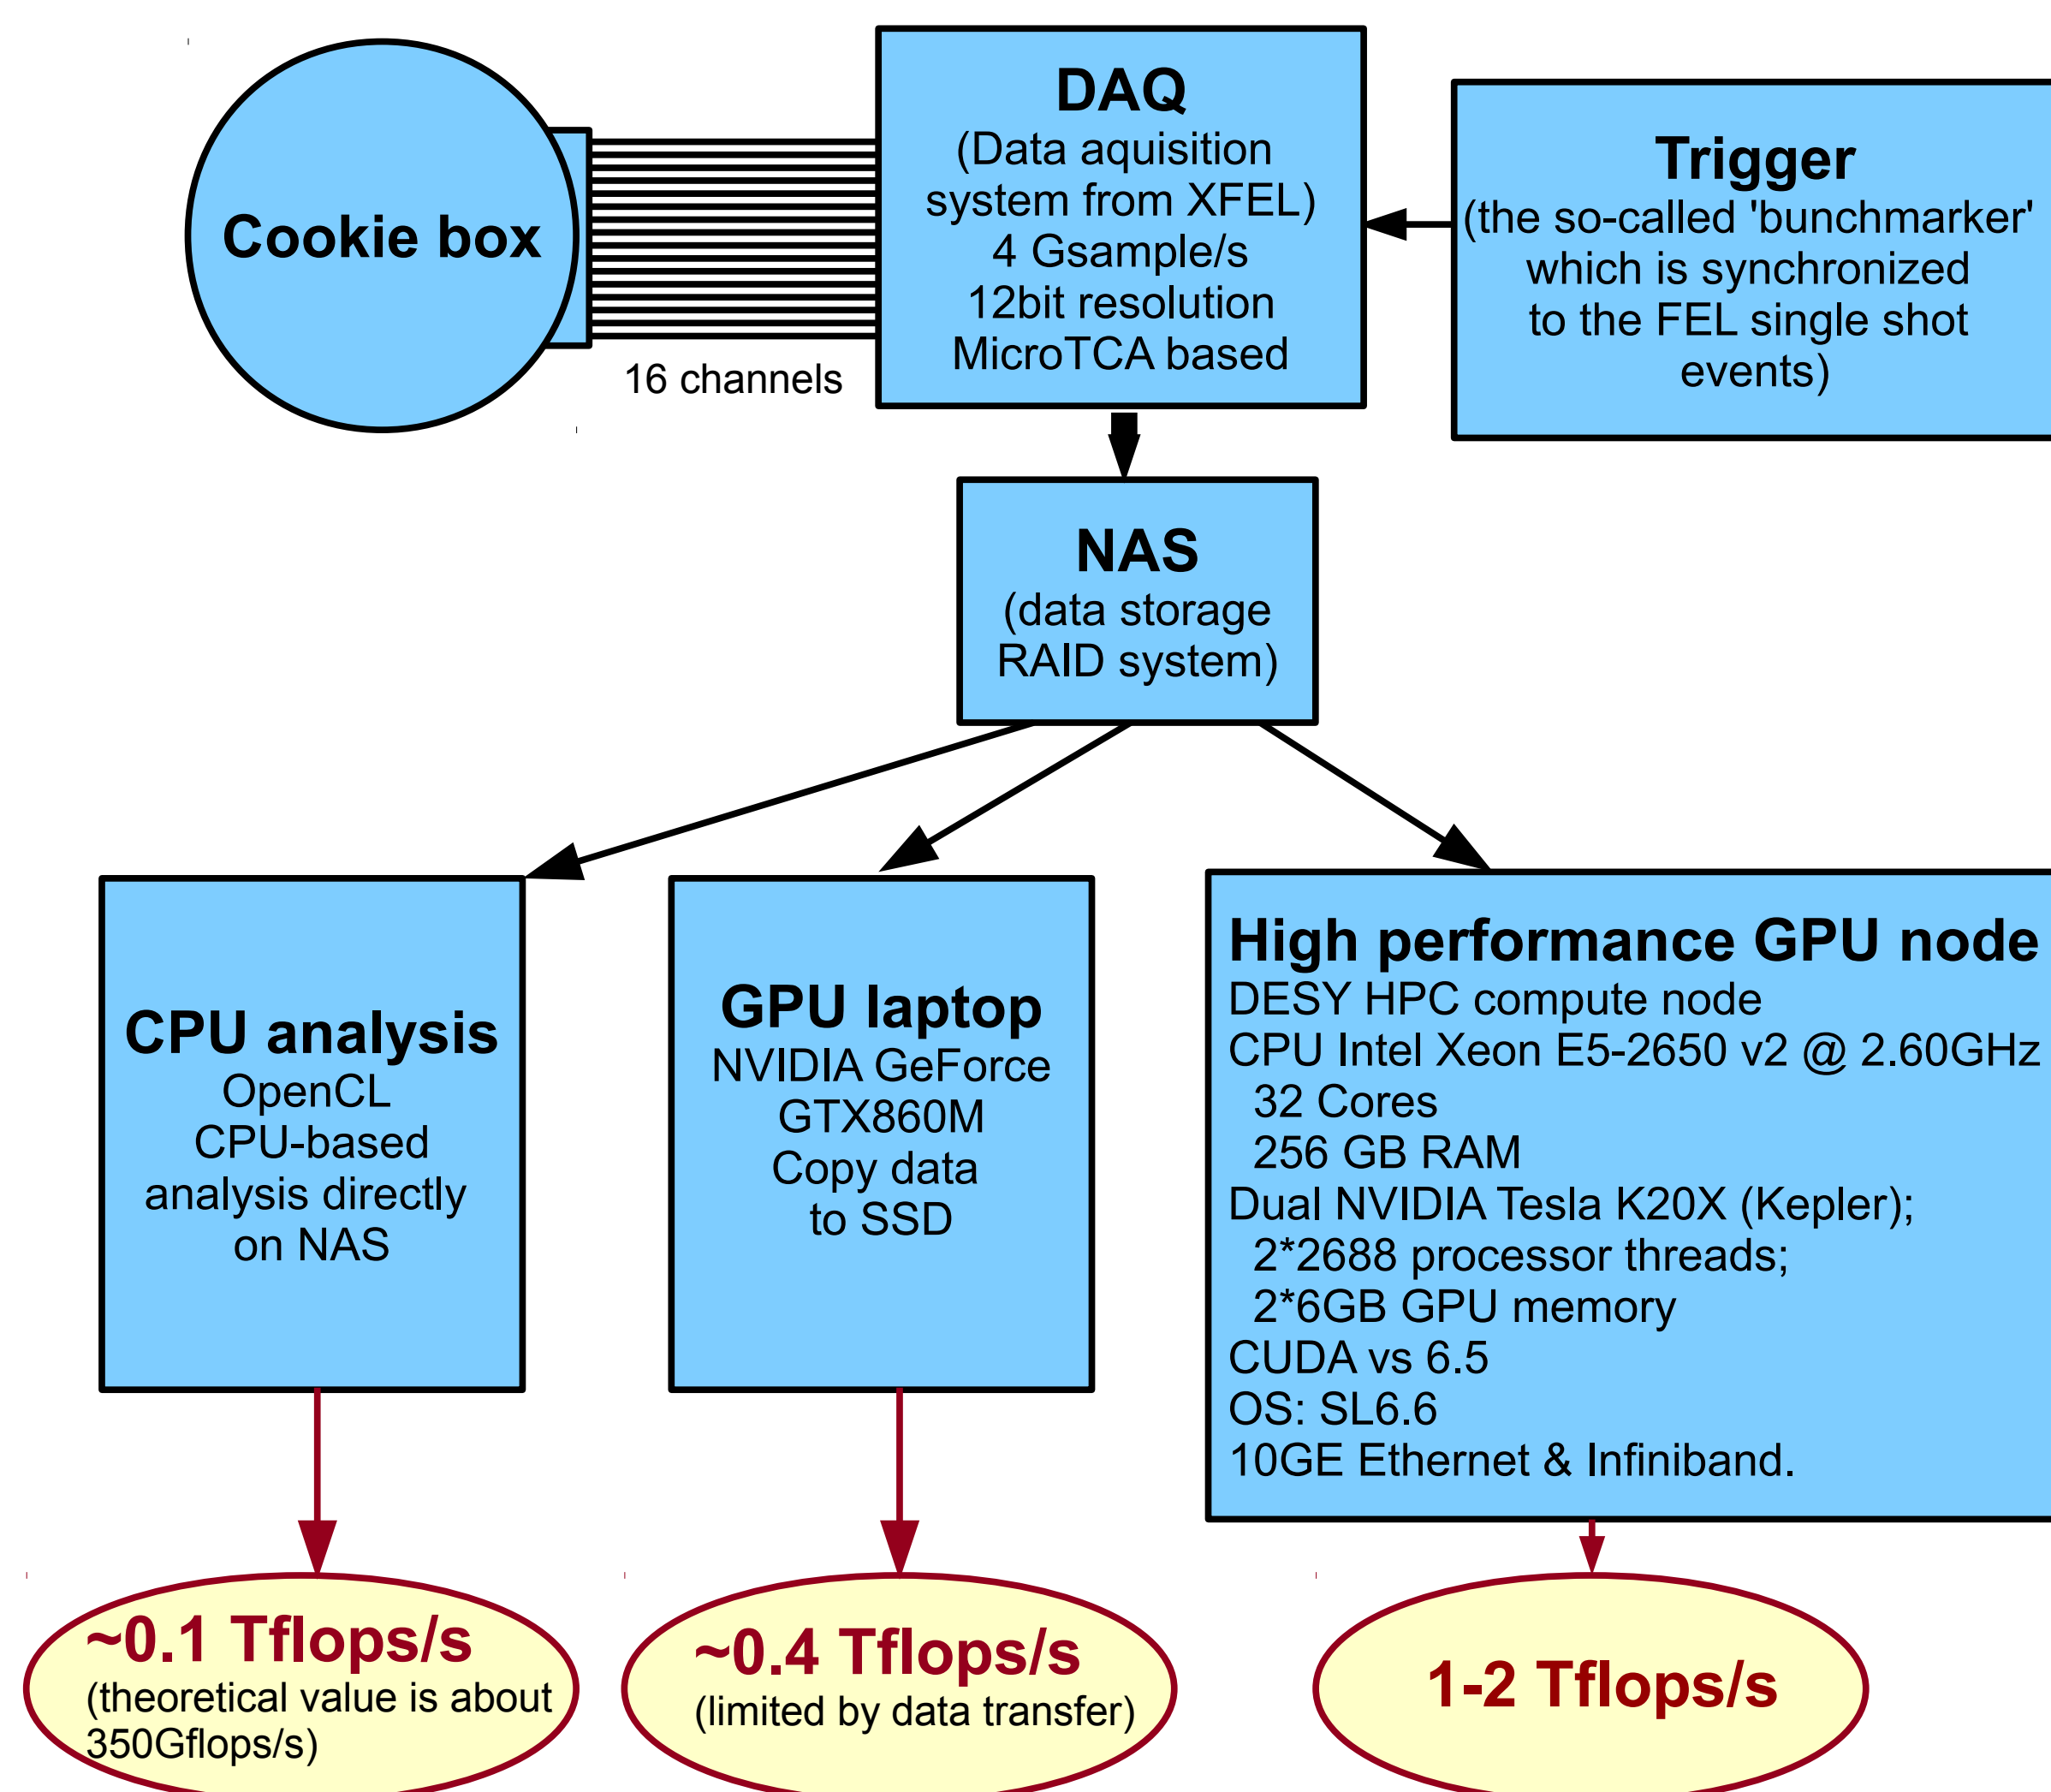 Cookie box
16 channels
DAQ
(Data aquisition
system from XFEL)
4 Gsample/s
12bit resolution
MicroTCA based
Trigger
(the so-called 'bunchmarker'
which is synchronized
to the FEL single shot
events)
NAS
(data storage
RAID system)
CPU analysis
OpenCL
CPU-based
analysis directly
on NAS
GPU laptop
NVIDIA GeForce
GTX860M
Copy data
to SSD
High performance GPU node
DESY HPC compute node
CPU Intel Xeon E5-2650 v2 @ 2.60GHz
32 Cores
256 GB RAM
Dual NVIDIA Tesla K20X (Kepler);
2*2688 processor threads;
2*6GB GPU memory
CUDA vs 6.5
OS: SL6.6
10GE Ethernet & Infiniband.
~0.1 Tflops/s
(theoretical value is about
350Gflops/s)
~0.4 Tflops/s
(limited by data transfer)
1-2 Tflops/s